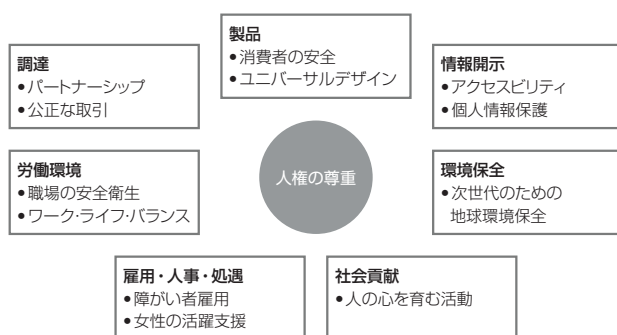 製品
•消費者の安全
•ユニバーサルデザイン
調達
•パートナーシップ
•公正な取引
情報開示
•アクセスビリティ
•個人情報保護
人権の尊重
労働環境
•職場の安全衛生
•ワーク・ライフ・バランス
環境保全
•次世代のための
地球環境保全
雇用・人事・処遇
•障がい者雇用
•女性の活躍支援
社会貢献
•人の心を育む活動